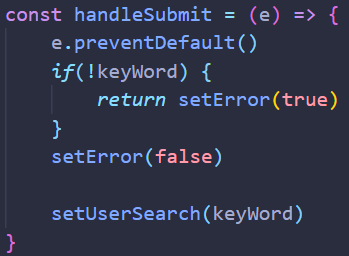 const handleSubmit = (e) => {
    e.preventDefault()
    if(!keyWord) {
        return setError(true)
    }
    setError(false)

    setUserSearch(keyWord)
}